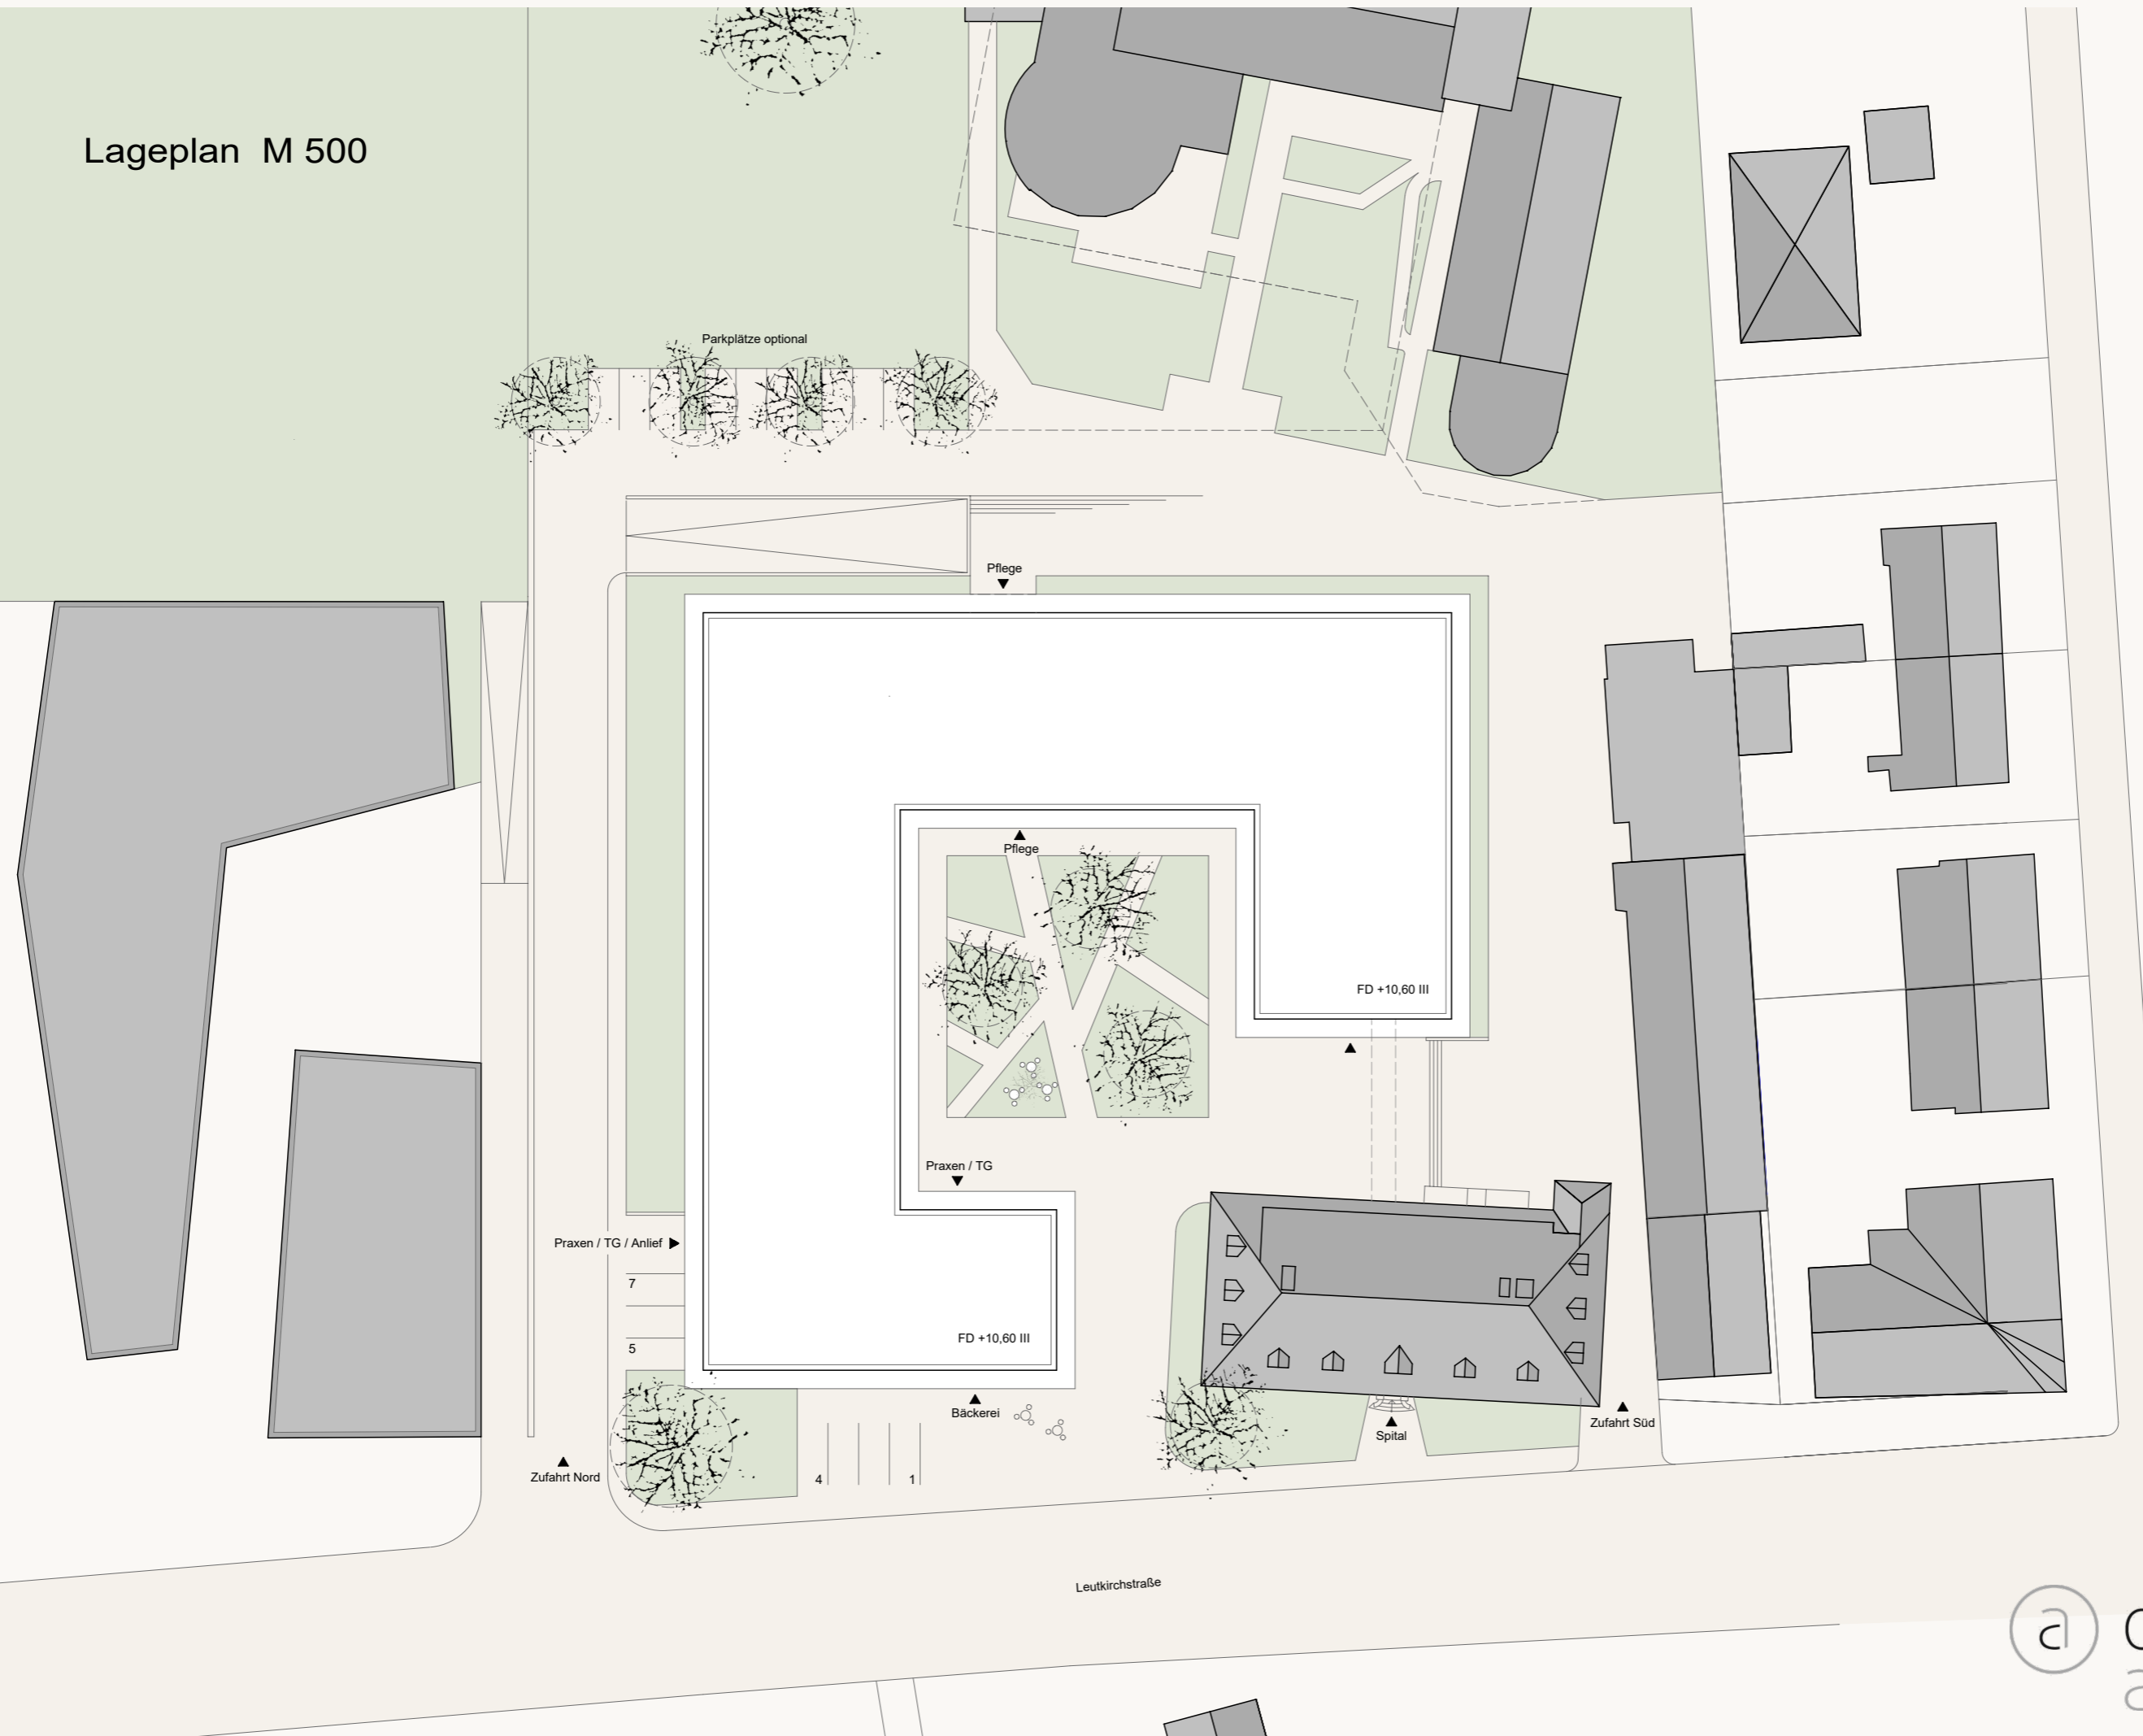 Lageplan M 500
Parkplätze optional
Pflege
Pflege
FD +10,60 III
Praxen / TG
Praxen / TG / Anlief
7
5
FD +10,60 III
Bäckerei
Spital
Zufahrt Süd
Zufahrt Nord
4
1
Leutkirchstraße
a